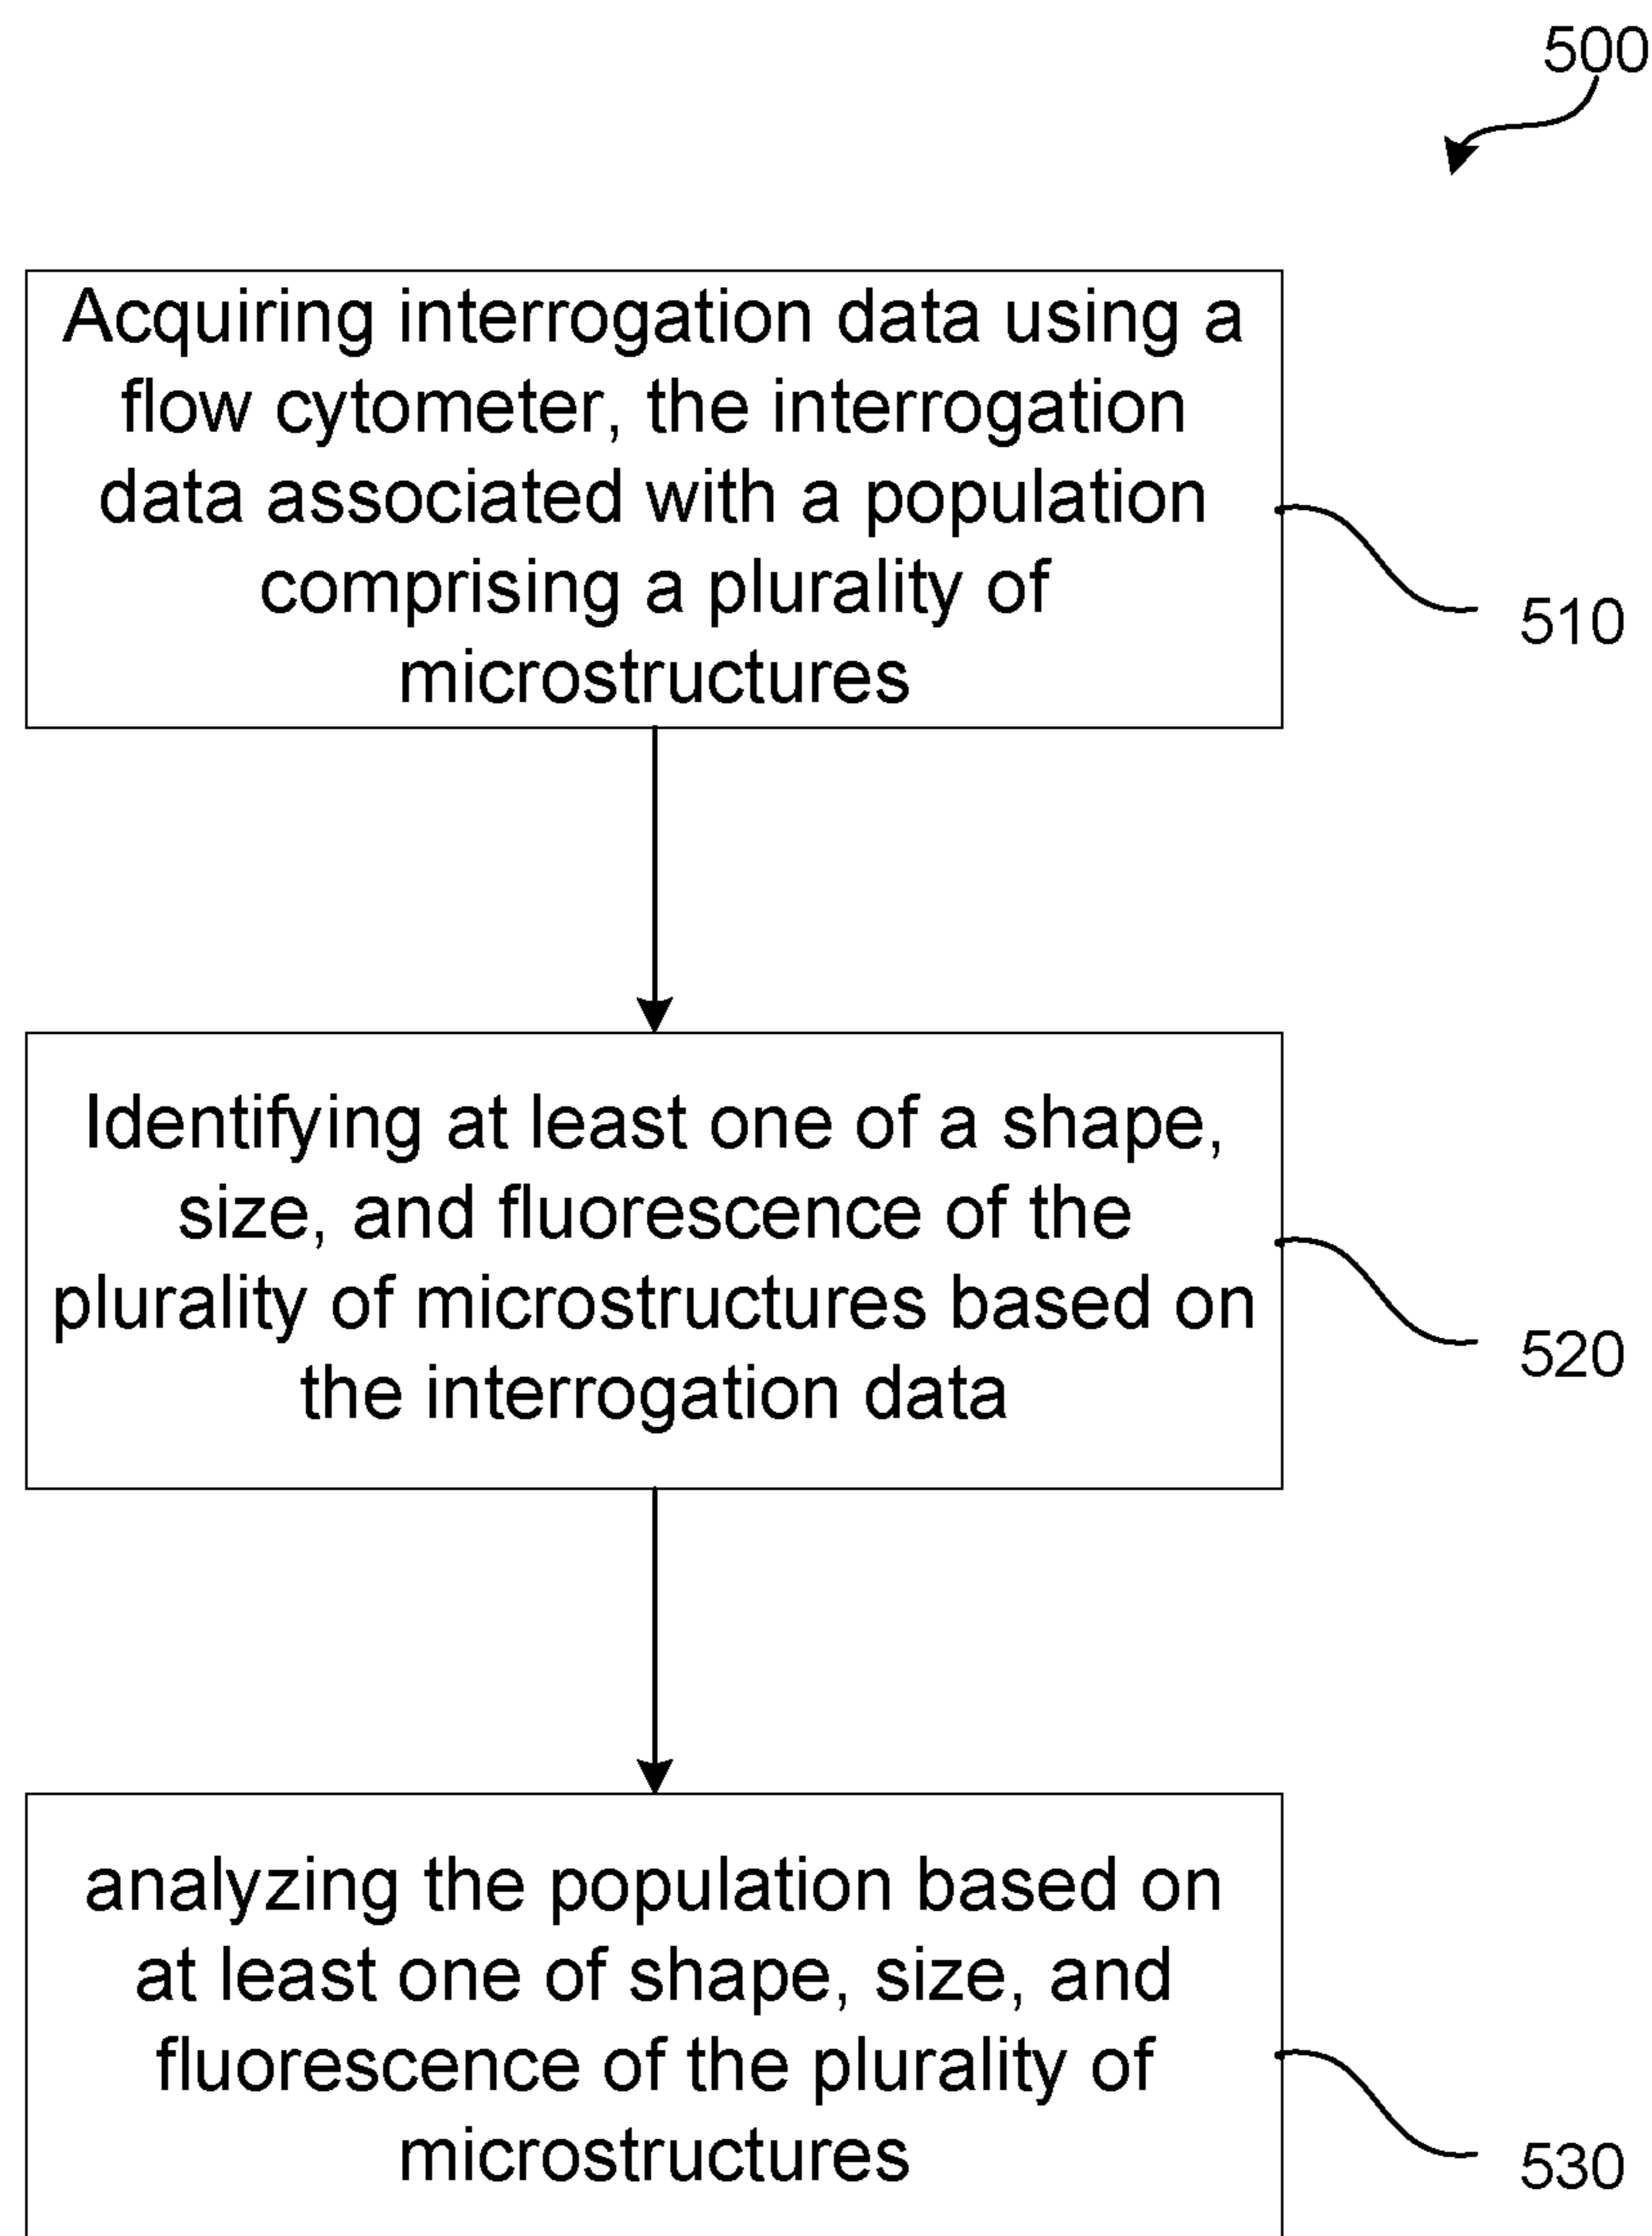 500
Acquiring interrogation data using a
flow cytometer, the interrogation
data associated with a population
comprising a plurality of
microstructures
510
Identifying at least one of a shape,
size, and fluorescence of the
plurality of microstructures based on
the interrogation data
520
analyzing the population based on
at least one of shape, size, and
fluorescence of the plurality of
microstructures
530